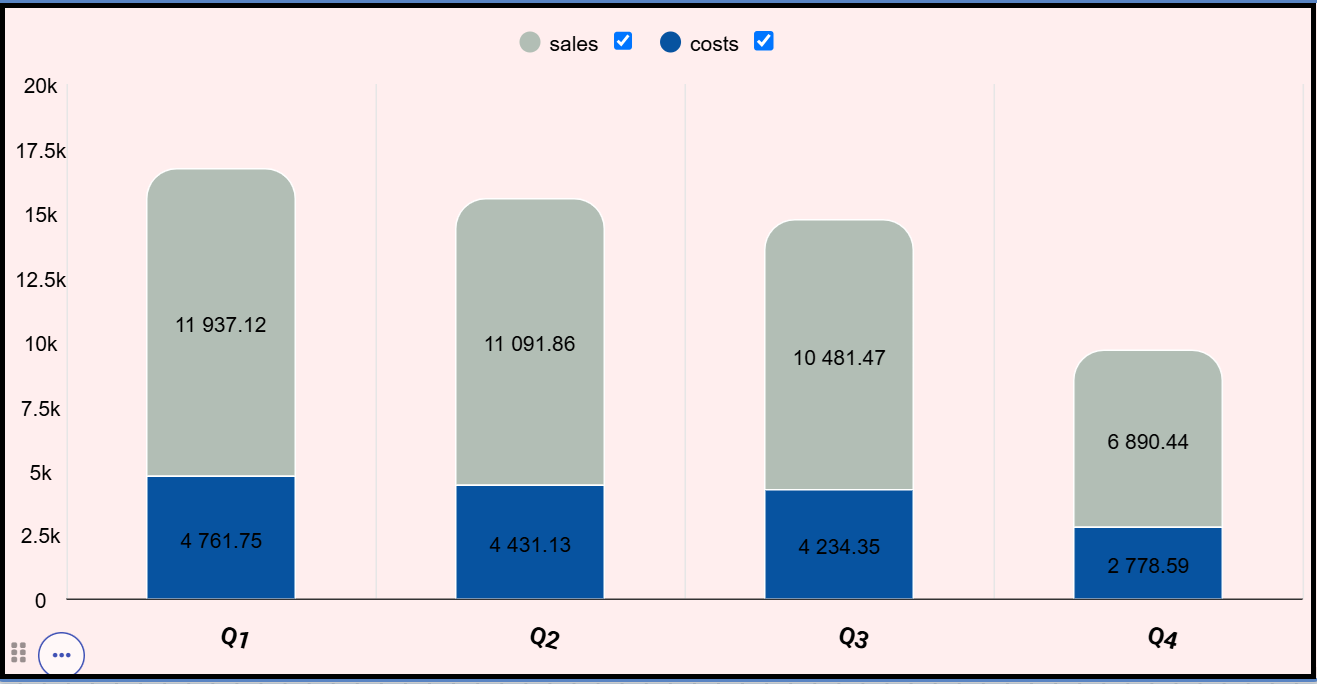 sales costs
20k
17.5k
15k
12.5k
11 937.12
11 091.86
10k
10 481.47
7.5k
6 890.44
5k
4 761.75
4 431.13
4 234.35
2.5k
2 778.59
0
Q1 Q2 Q3 Q4